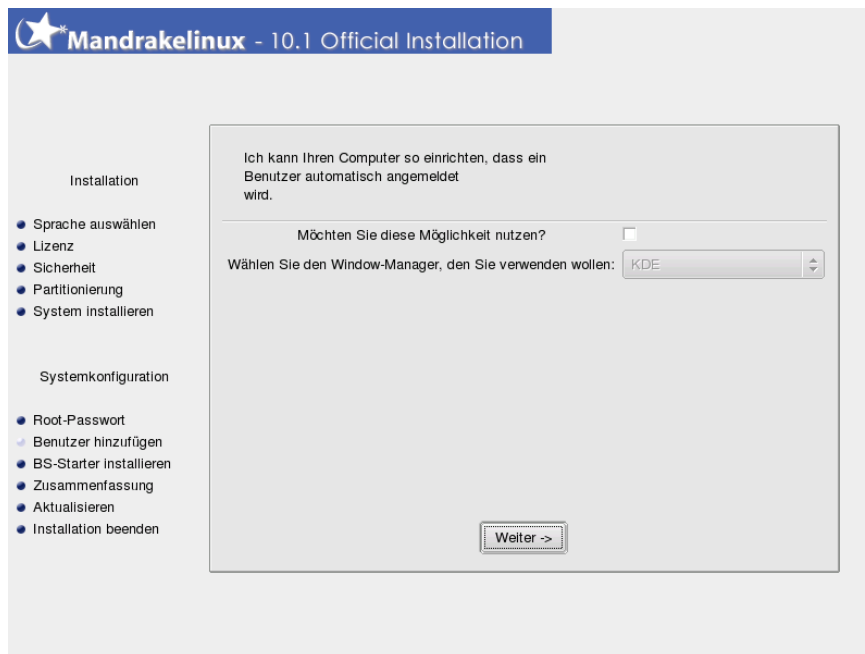 Mandrakelinux - 10.1 Official Installation
Installation
Sprache auswählen
Lizenz
Sicherheit
Partitionierung
System installieren
Systemkonfiguration
Root-Passwort
Benutzer hinzufügen
BS-Starter installieren
Zusammenfassung
Aktualisieren
Installation beenden
Ich kann Ihren Computer so einrichten, dass ein
Benutzer automatisch angemeldet
wird.
Möchten Sie diese Möglichkeit nutzen?
Wählen Sie den Window-Manager, den Sie verwenden wollen: KDE
Weiter ->